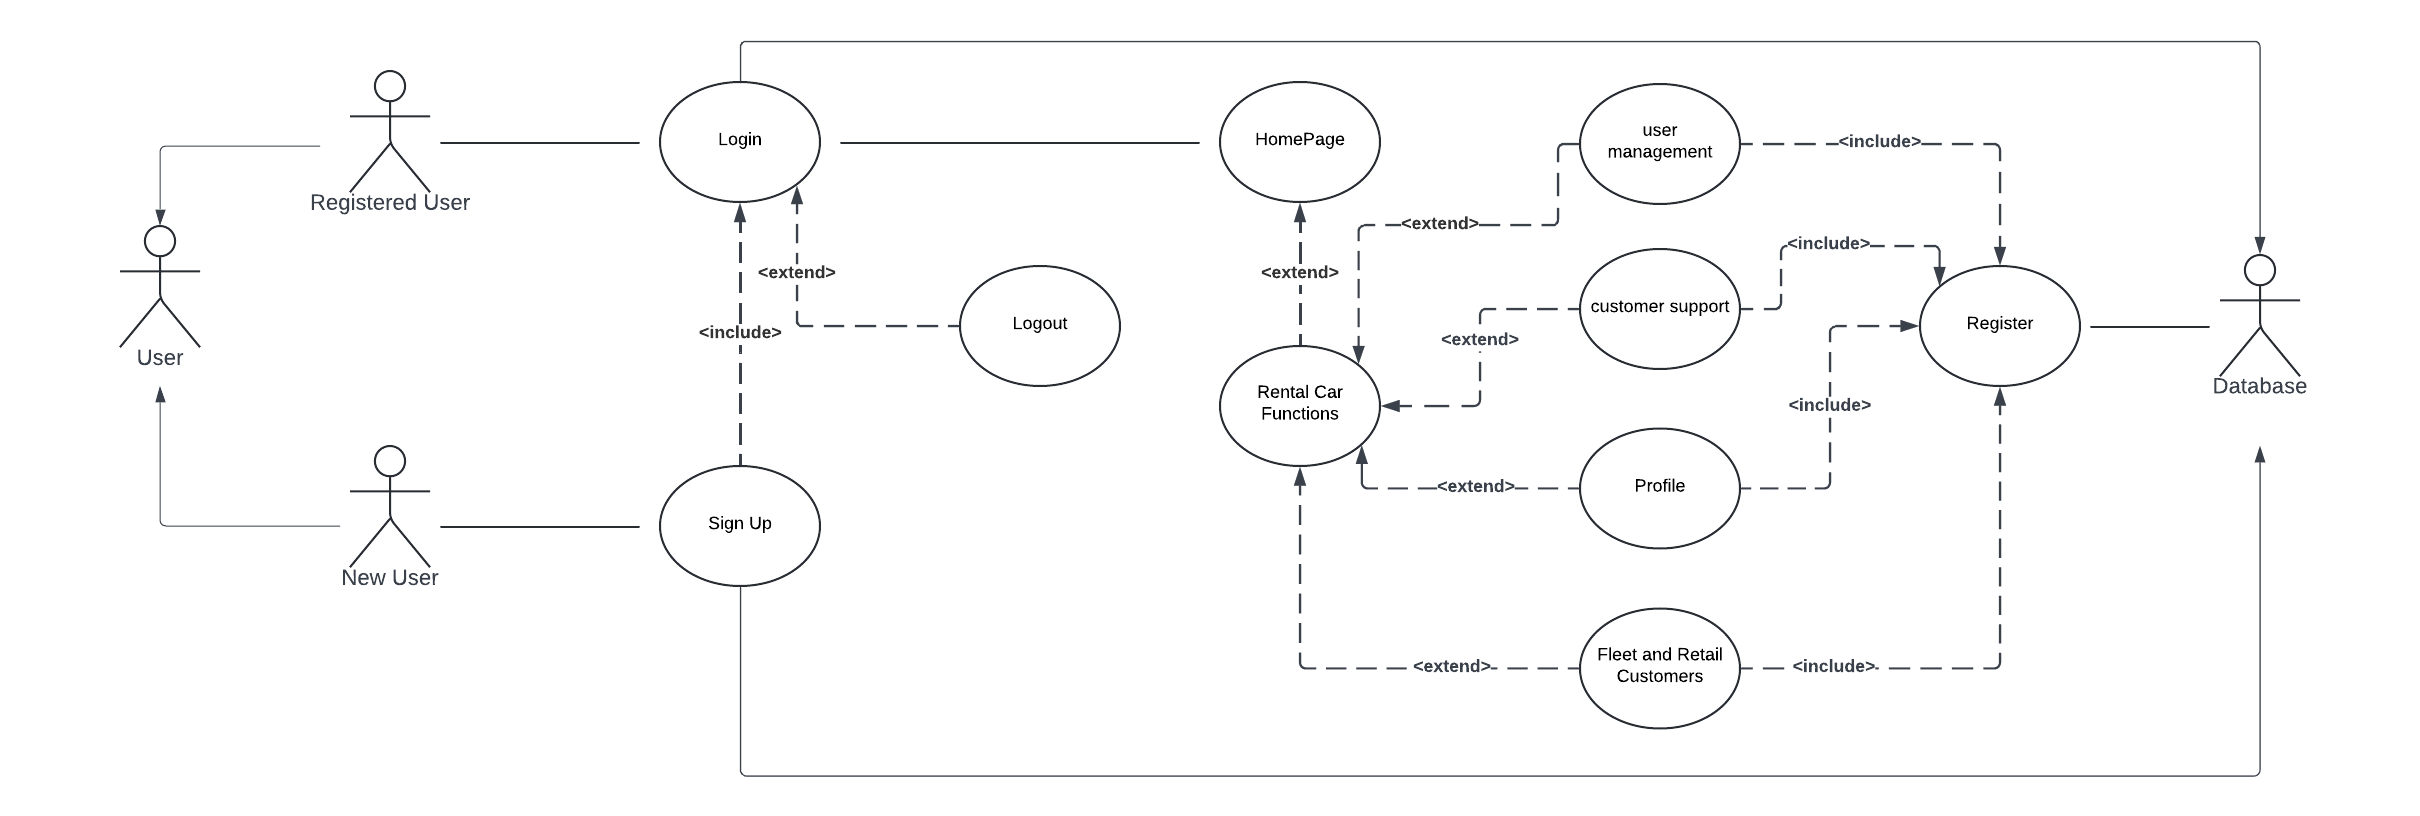 Login
HomePage
user
management
<include>
Registered User
<extend>
<include>
<extend>
<extend>
customer support
Logout
Register
<include>
<extend>
User
Database
Rental Car
Functions
<include>
<extend>
Profile
Sign Up
New User
Fleet and Retail
Customers
<extend>
<include>